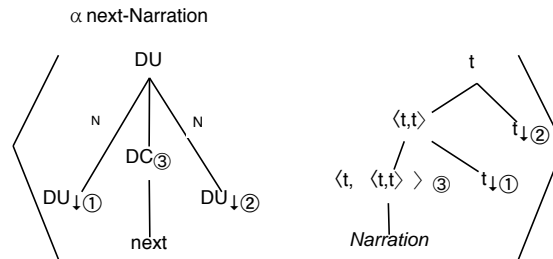 α next-Narration
DU
t
N
N
⟨t,t⟩
t↓②
DC③
⟨t, ⟨t,t⟩ ⟩ ③
t↓①
DU↓①
DU↓②
next
Narration